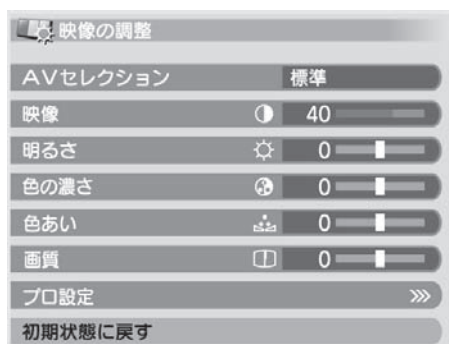 映像の調整
AVセレクション 標準
映像 40
明るさ 0
色の濃さ 0
色あい 0
画質 0
プロ設定 >>>
初期状態に戻す